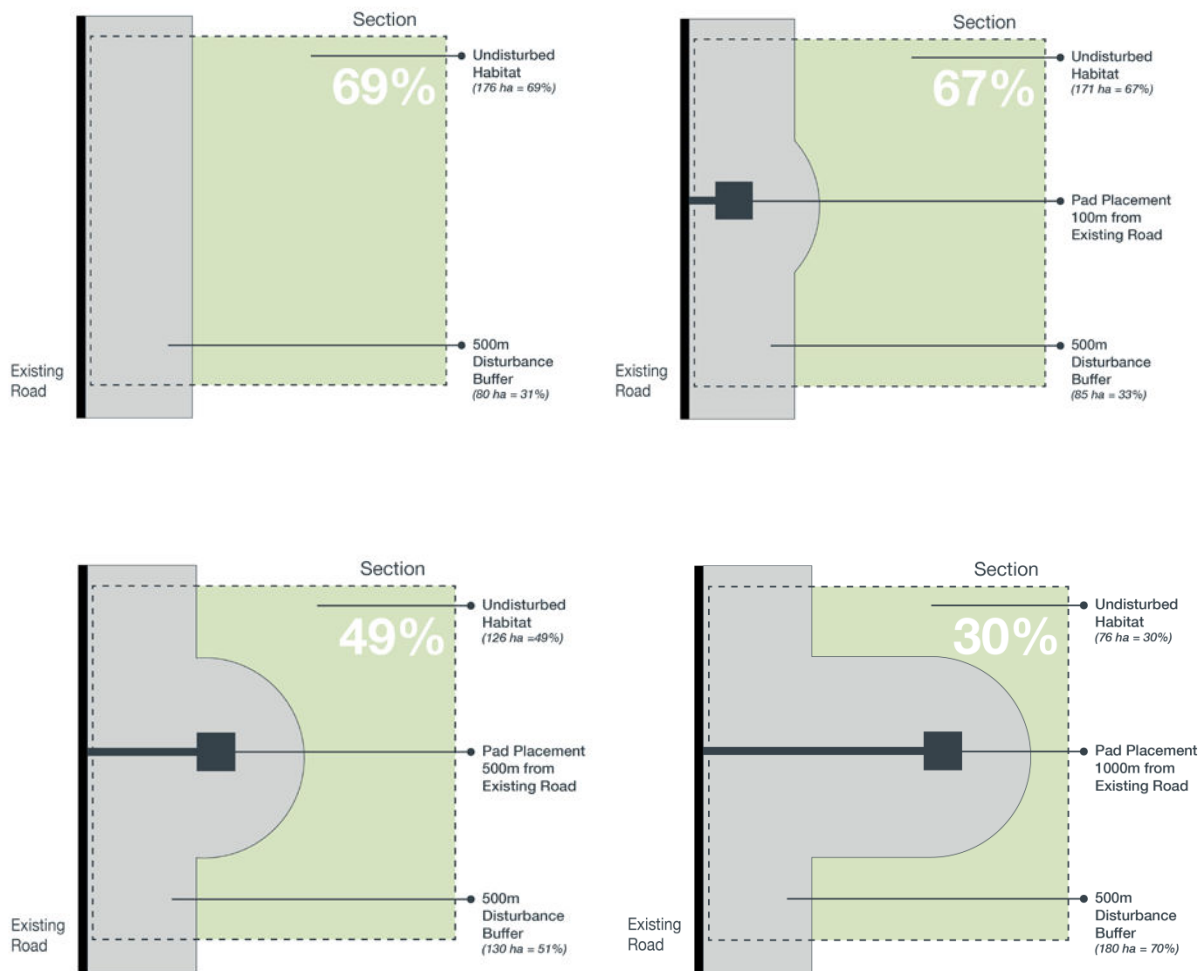 Section
Undisturbed
Habitat
(176 ha = 69%)
69%
500m
Disturbance
Buffer
(80 ha = 31%)
Existing
Road
Section
Undisturbed
Habitat
(171 ha = 67%)
67%
Pad Placement
100m from
Existing Road
500m
Disturbance
Buffer
(85 ha = 33%)
Existing
Road
Section
Undisturbed
Habitat
(126 ha =49%)
49%
Pad Placement
500m from
Existing Road
500m
Disturbance
Buffer
(130 ha = 51%)
Existing
Road
Section
Undisturbed
Habitat
(76 ha = 30%)
30%
Pad Placement
1000m from
Existing Road
500m
Disturbance
Buffer
(180 ha = 70%)
Existing
Road